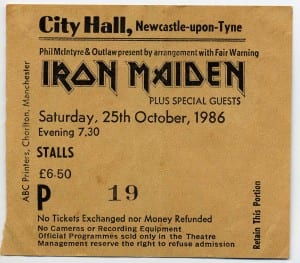 City Hall, Newcastle-upon-Tyne
Phil McIntyre & Outlaw present by arrangement with Fair Warning
IRON MAIDEN
PLUS SPECIAL GUESTS
Saturday, 25th October, 1986
Evening 7.30
STALLS
£6·50
P 19
No Tickets Exchanged nor Money Refunded
No Cameras or Recording Equipment
Official Programmes sold only in the Theatre
Management reserve the right to refuse admission
ABC Printers, Chorlton, Manchester
Retain This Portion